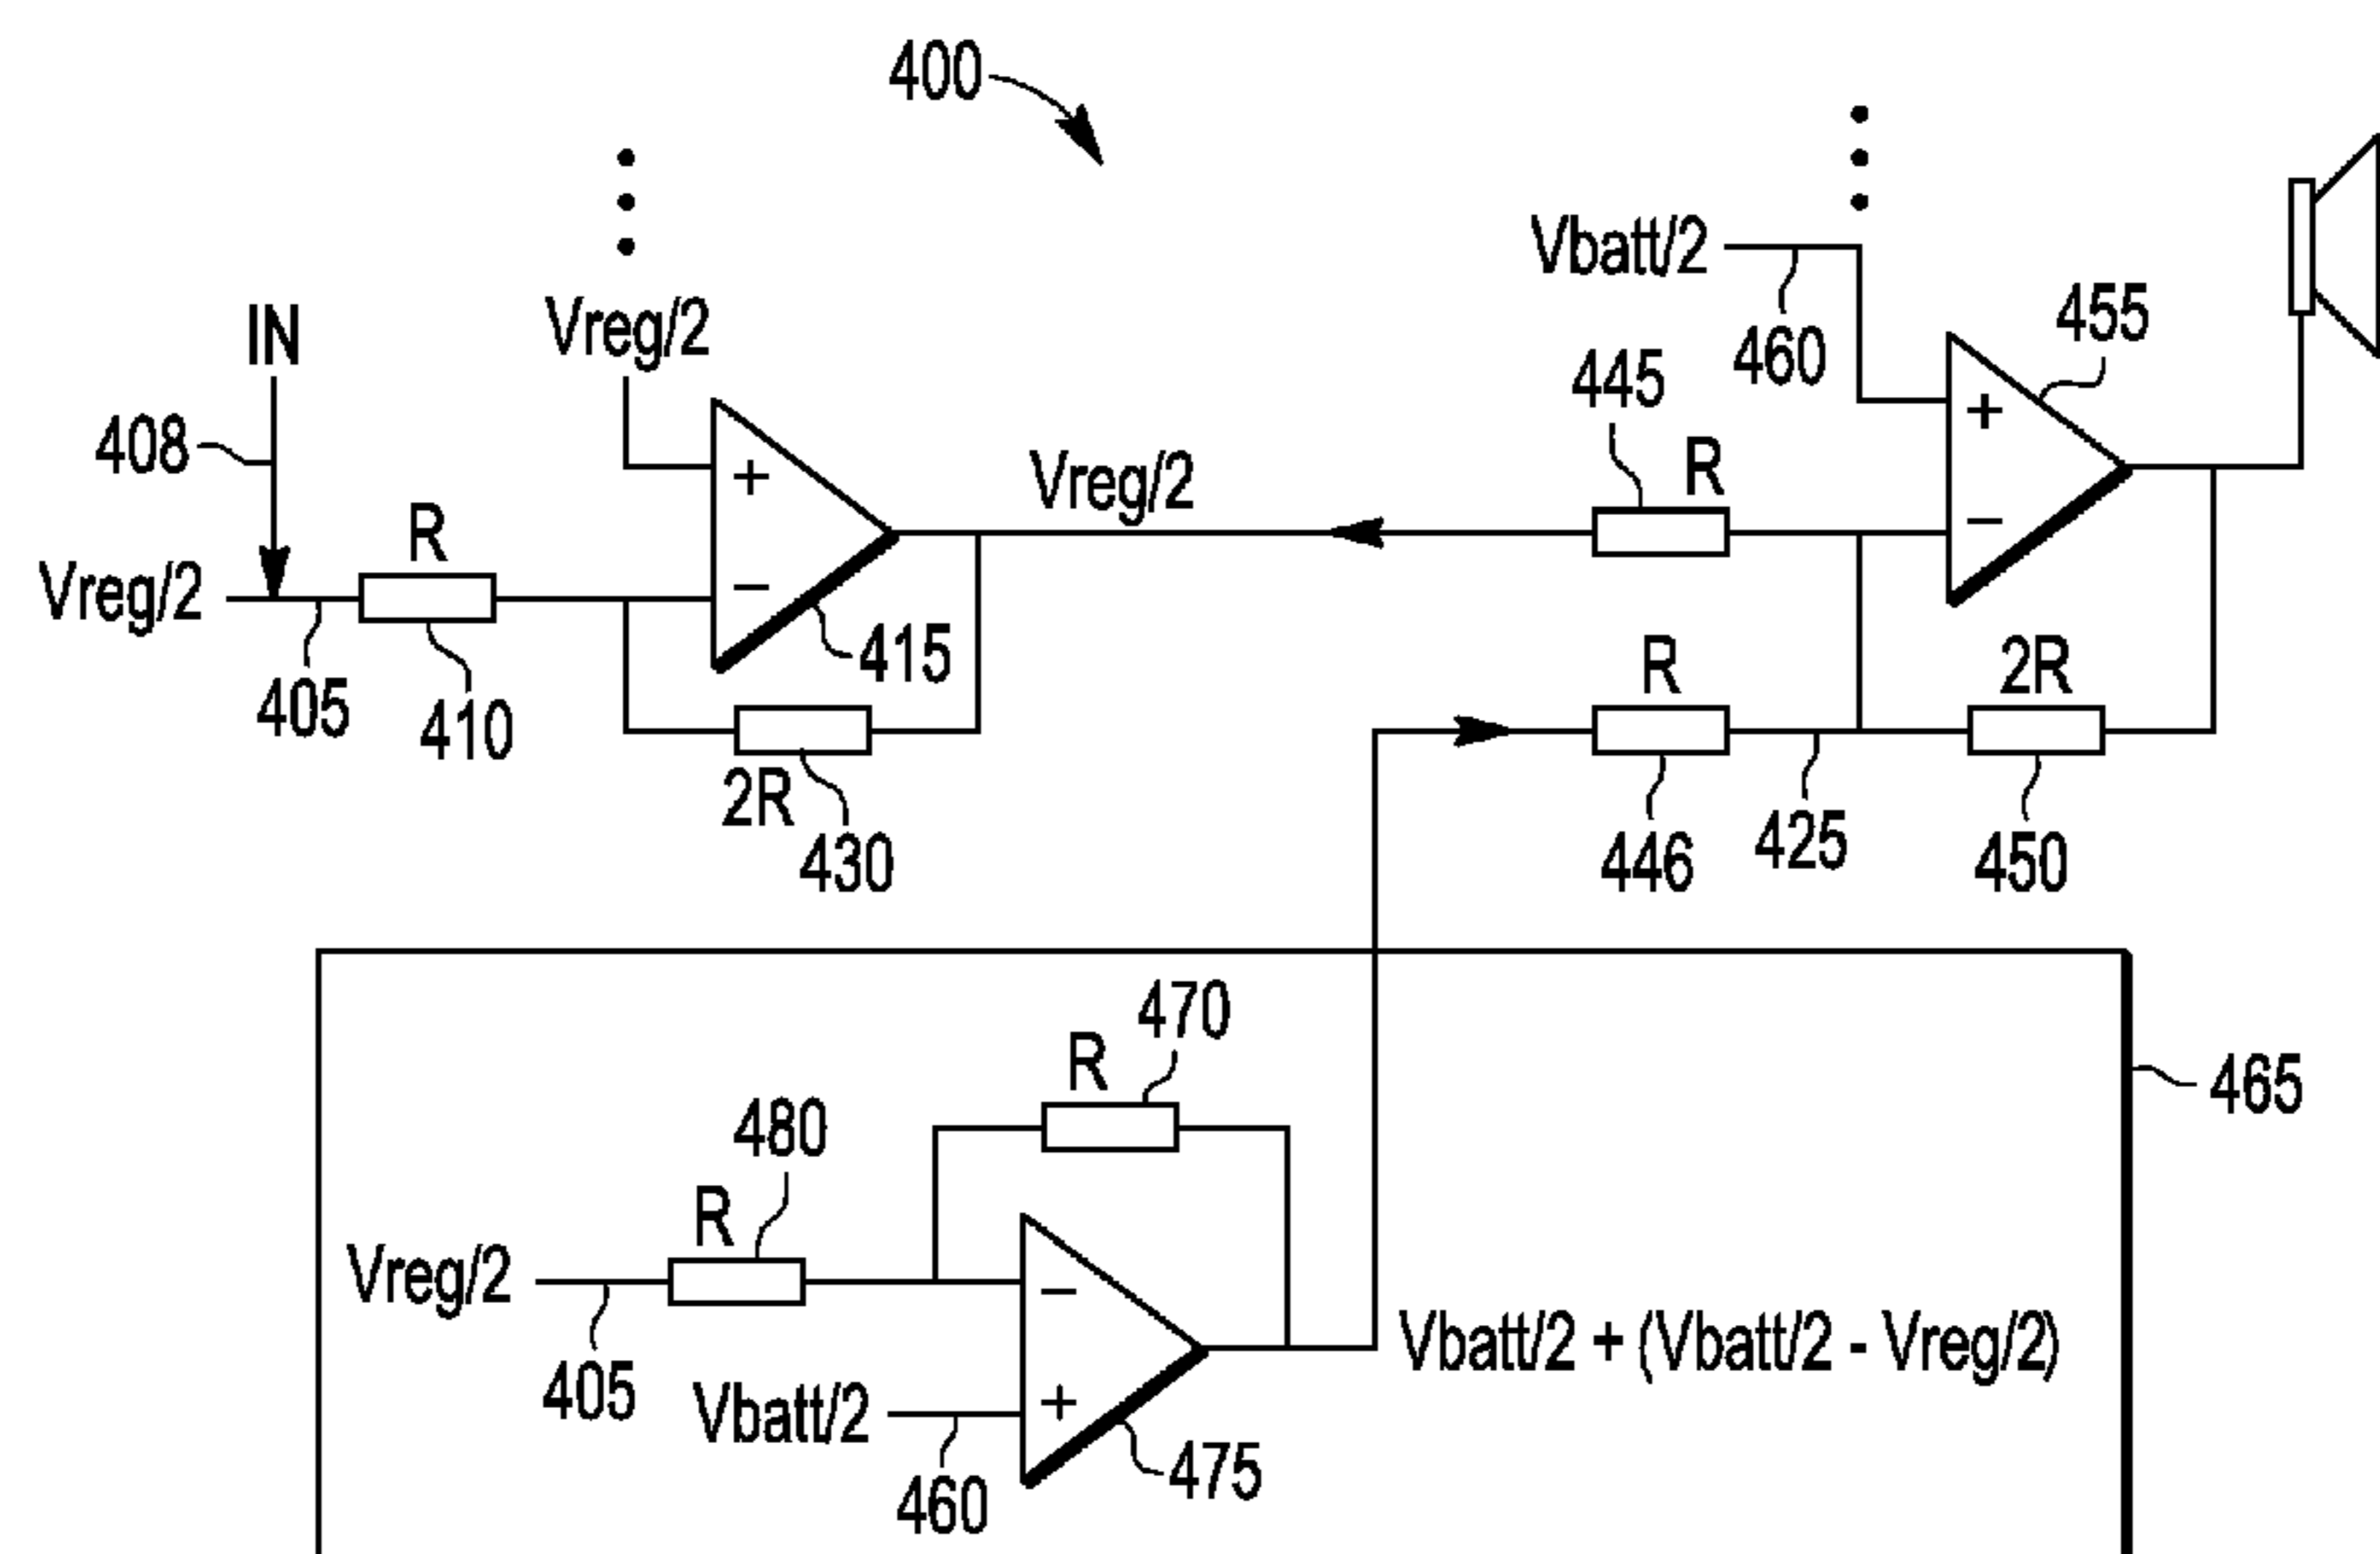 400
Vbatt/2
460
455
445
R
IN
Vreg/2
408
Vreg/2
R
Vreg/2
+
−
+
−
405
410
415
2R
430
R
2R
446
425
450
470
R
465
480
R
Vreg/2
405
−
+
Vbatt/2
460
475
Vbatt/2 + (Vbatt/2 - Vreg/2)